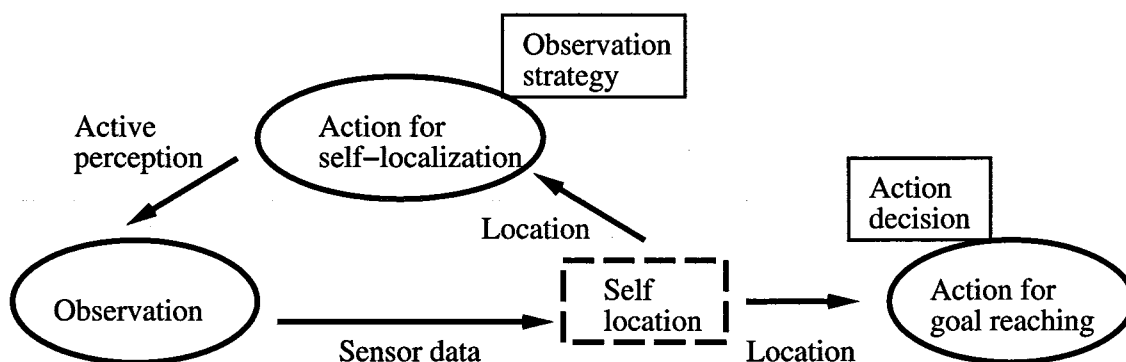 Observation
strategy
Active
perception
Action for
self−localization
Action
decision
Location
Observation
Self
location
Action for
goal reaching
Sensor data
Location